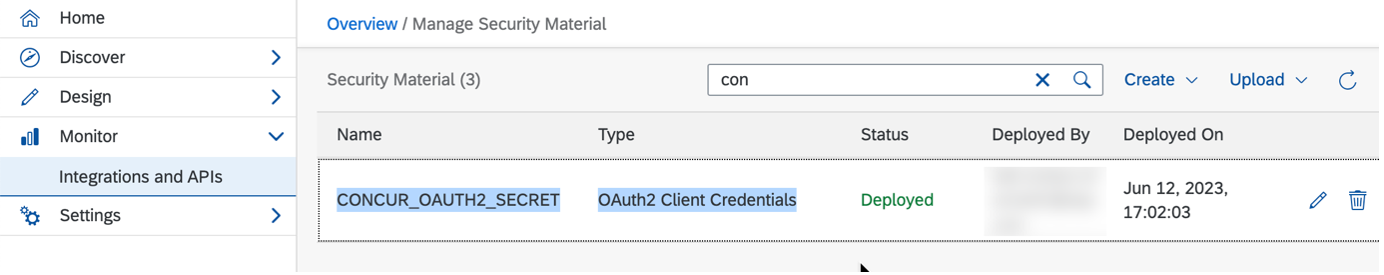 Home
Discover
Design
Monitor
Integrations and APIs
Settings
Overview / Manage Security Material
Security Material (3)
con
Create
Upload
Name Type Status Deployed By Deployed On
CONCUR_OAUTH2_SECRET OAuth2 Client Credentials Deployed Jun 12, 2023,
17:02:03